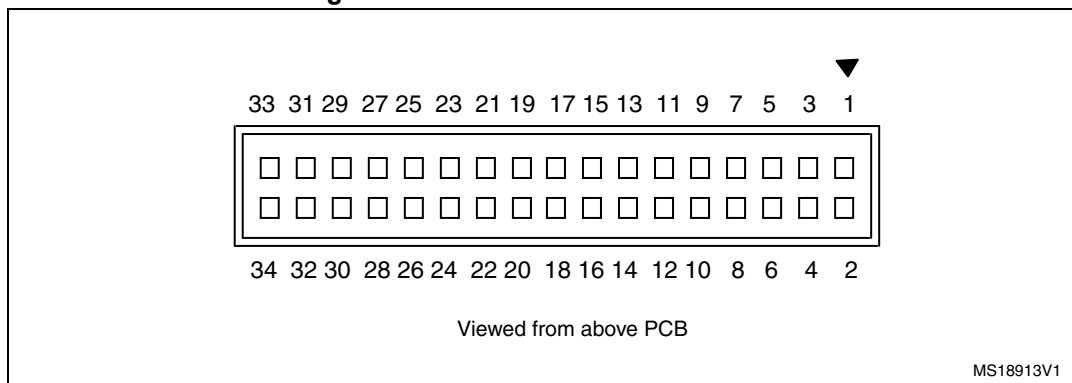 33 31 29 27 25 23 21 19 17 15 13 11 9 7 5 3 1
34 32 30 28 26 24 22 20 18 16 14 12 10 8 6 4 2
Viewed from above PCB
MS18913V1